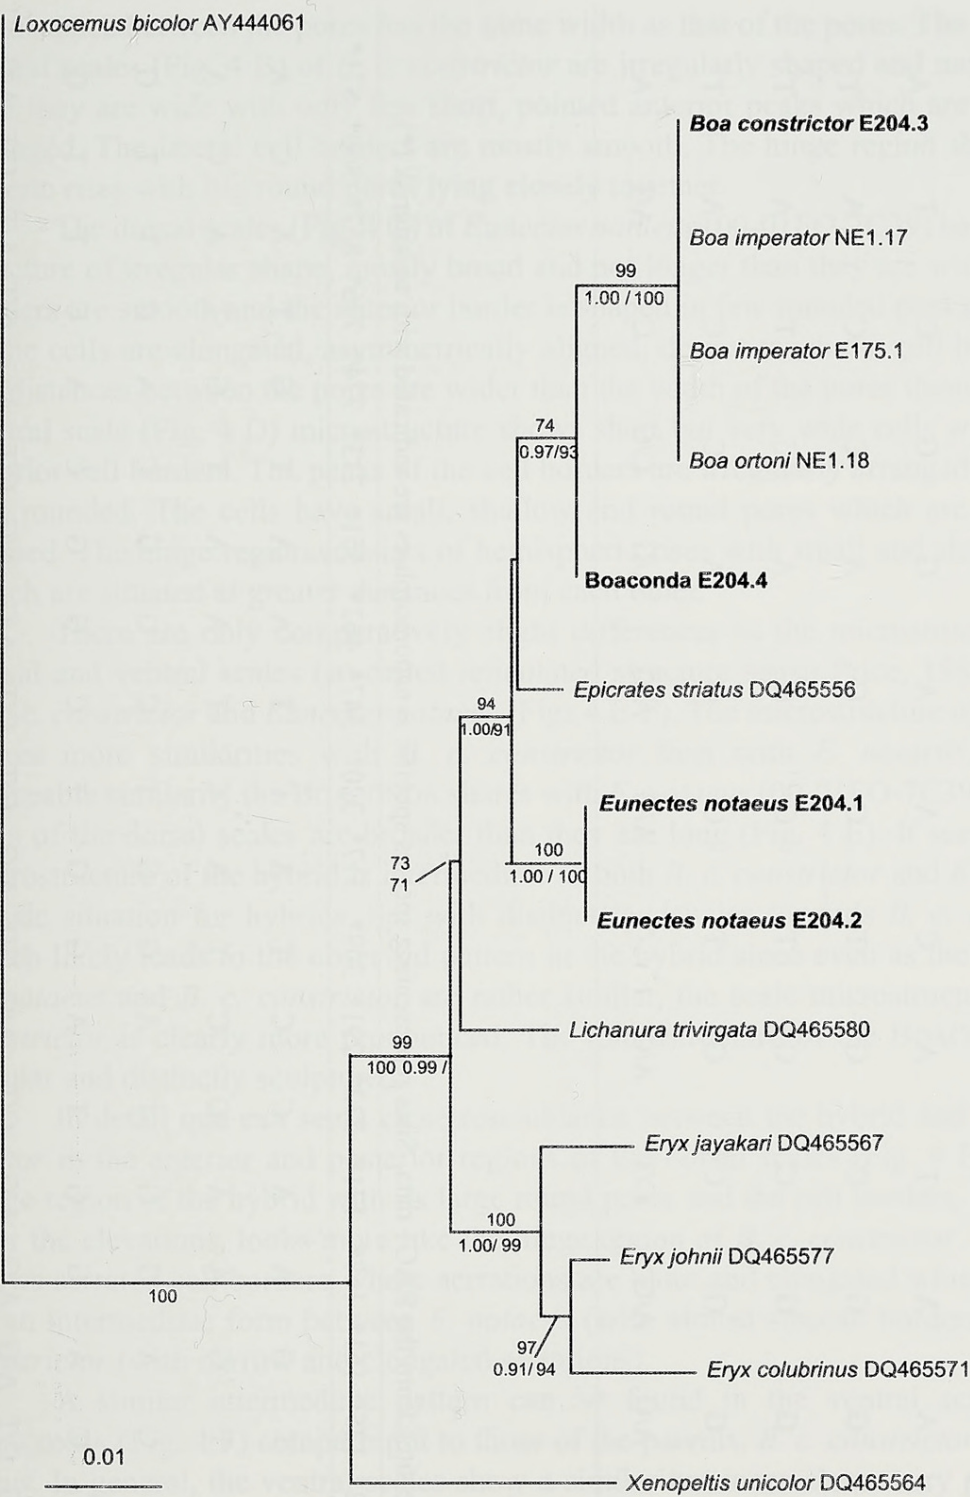 Loxocemus bicolor AY444061
Boa constrictor E204.3
Boa imperator NE1.17
99
1.00 / 100
Boa imperator E175.1
74
0.97/93
Boa ortoni NE1.18
Boaconda E204.4
Epicrates striatus DQ465556
94
1.00/91
Eunectes notaeus E204.1
100
1.00 / 100
73
71
Eunectes notaeus E204.2
Lichanura trivirgata DQ465580
99
100 0.99 /
Eryx jayakari DQ465567
100
1.00/ 99
Eryx johnii DQ465577
100
97
0.91/ 94
Eryx colubrinus DQ465571
0.01
Xenopeltis unicolor DQ465564